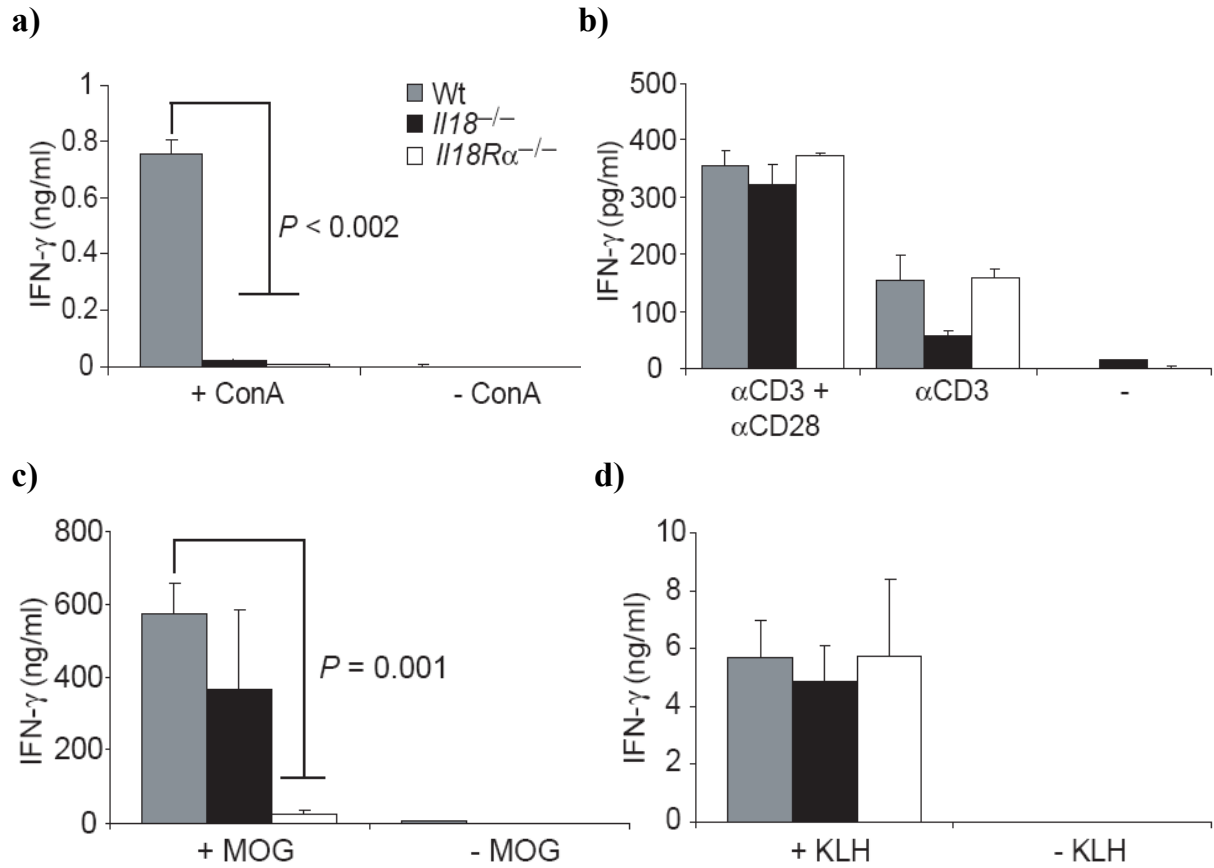 a)
IFN-γ (ng/ml)
1
0.8
0.6
0.4
0.2
0
Wt
Il18–/–
Il18Rα–/–
P < 0.002
+ ConA
- ConA
b)
IFN-γ (pg/ml)
500
400
300
200
100
0
αCD3 +
αCD28
αCD3
-
c)
IFN-γ (ng/ml)
800
600
400
200
0
P = 0.001
+ MOG
- MOG
d)
IFN-γ (ng/ml)
10
8
6
4
2
0
+ KLH
- KLH